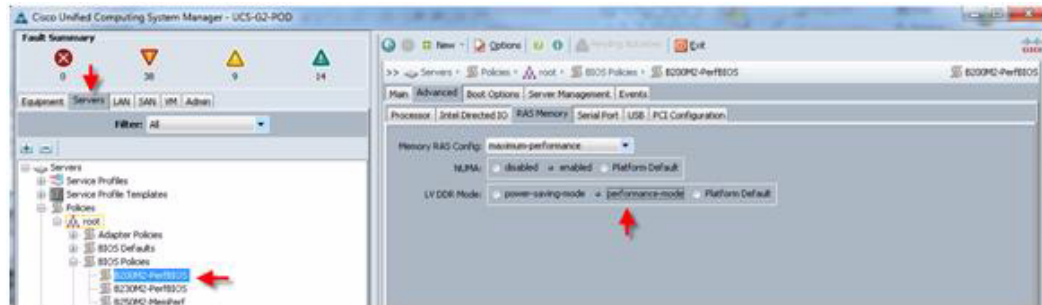 Cisco Unified Computing System Manager - UCS-G2-POD
Fault Summary
0 38 9 14
Equipment Servers LAN SAN VM Admin
Filter: All
Servers
Service Profiles
Service Profile Templates
Policies
root
Adapter Policies
BIOS Defaults
BIOS Policies
B200M2-PerfBIOS
B230M2-PerfBIOS
B250M2-MemPerf
New Options Exit
>> Servers Policies root BIOS Policies B200M2-PerfBIOS B200M2-PerfBIOS
Main Advanced Boot Options Server Management Events
Processor Intel Directed IO RAS Memory Serial Port USB PCI Configuration
Memory RAS Config: maximum-performance
NUMA: disabled enabled Platform Default
LV DDR Mode: power-saving-mode performance-mode Platform Default